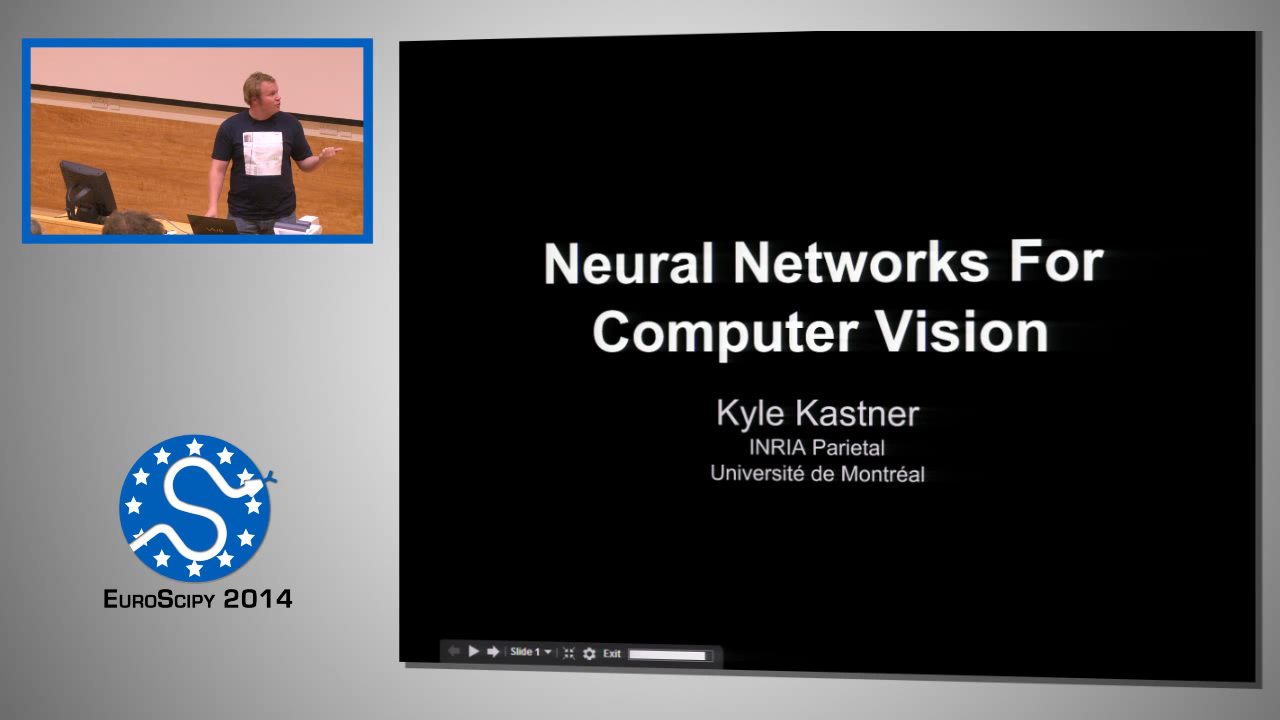 Neural Networks For
Computer Vision
Kyle Kastner
INRIA Parietal
Université de Montréal
EUROSCIPY 2014
Slide 1
Exit